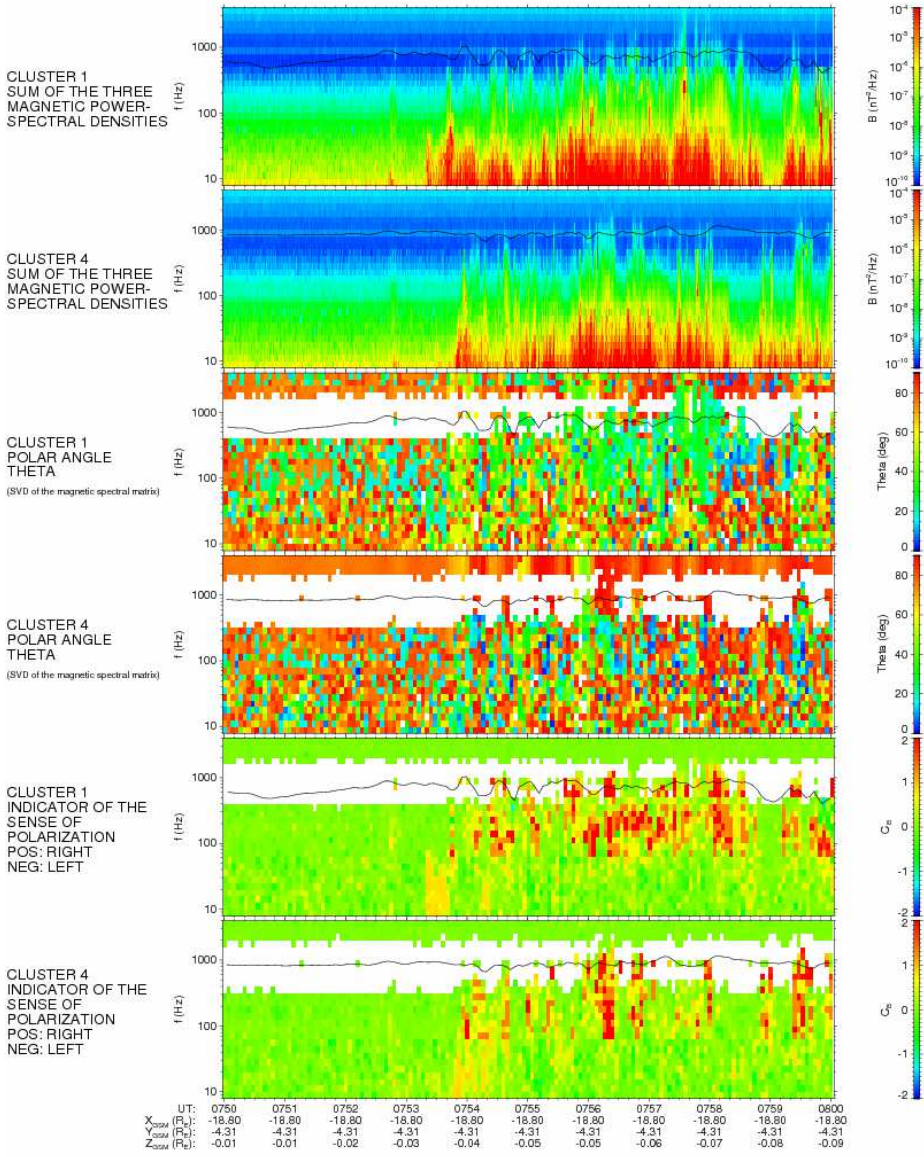 CLUSTER 1
SUM OF THE THREE
MAGNETIC POWER-
SPECTRAL DENSITIES
f (Hz)
1000
100
10
10⁻⁴
10⁻⁵
10⁻⁶
10⁻⁷
10⁻⁸
10⁻⁹
10⁻¹⁰
B (nT²/Hz)
CLUSTER 4
SUM OF THE THREE
MAGNETIC POWER-
SPECTRAL DENSITIES
f (Hz)
1000
100
10
10⁻⁴
10⁻⁵
10⁻⁶
10⁻⁷
10⁻⁸
10⁻⁹
10⁻¹⁰
B (nT²/Hz)
CLUSTER 1
POLAR ANGLE
THETA
(SVD of the magnetic spectral matrix)
f (Hz)
1000
100
10
80
60
40
20
0
Theta (deg)
CLUSTER 4
POLAR ANGLE
THETA
(SVD of the magnetic spectral matrix)
f (Hz)
1000
100
10
80
60
40
20
0
Theta (deg)
CLUSTER 1
INDICATOR OF THE
SENSE OF
POLARIZATION
POS: RIGHT
NEG: LEFT
f (Hz)
1000
100
10
2
1
0
-1
-2
C_B
CLUSTER 4
INDICATOR OF THE
SENSE OF
POLARIZATION
POS: RIGHT
NEG: LEFT
f (Hz)
1000
100
10
2
1
0
-1
-2
C_B
UT: 0750 0751 0752 0753 0754 0755 0756 0757 0758 0759 0800
X_GSM (R_E): -18.80 -18.80 -18.80 -18.80 -18.80 -18.80 -18.80 -18.80 -18.80 -18.80 -18.80
Y_GSM (R_E): -4.31 -4.31 -4.31 -4.31 -4.31 -4.31 -4.31 -4.31 -4.31 -4.31 -4.31
Z_GSM (R_E): -0.01 -0.01 -0.02 -0.03 -0.04 -0.05 -0.05 -0.06 -0.07 -0.08 -0.09